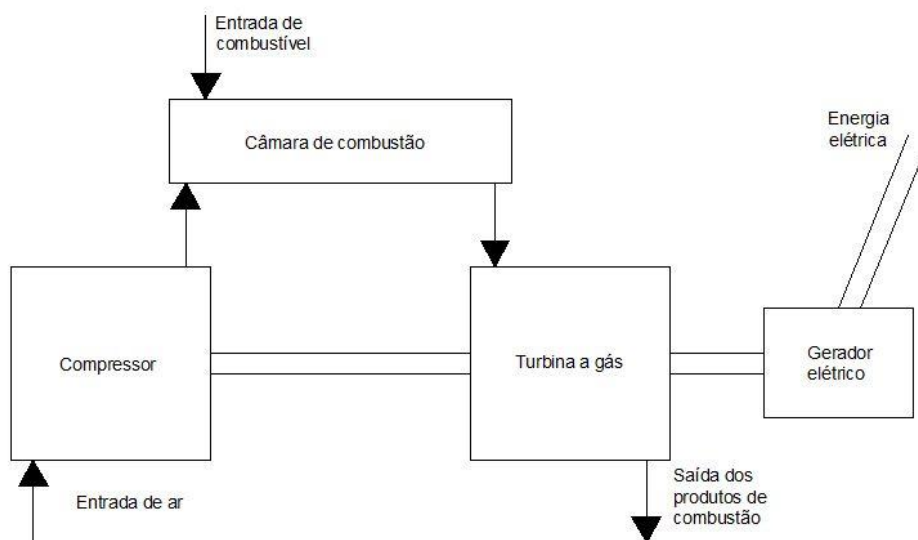 Entrada de
combustível
Câmara de combustão
Energia
elétrica
Compressor
Turbina a gás
Gerador
elétrico
Entrada de ar
Saída dos
produtos de
combustão